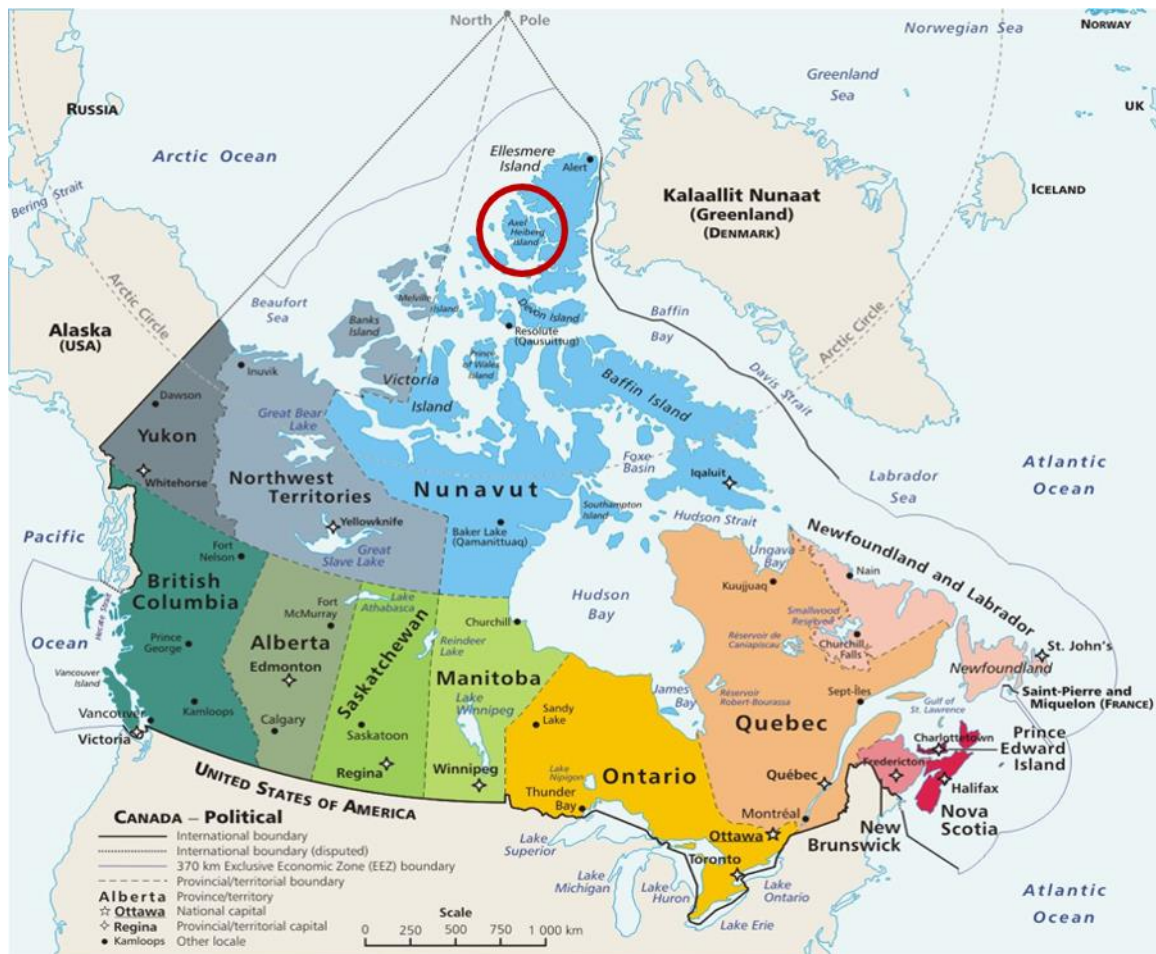 North Pole
Norwegian Sea
NORWAY
Greenland
Sea
RUSSIA
UK
Arctic Ocean
Ellesmere
Island
Alert
Bering Strait
Kalaallit Nunaat
(Greenland)
(DENMARK)
ICELAND
Axel
Heiberg
Island
Arctic Circle
Beaufort
Sea
Melville
Island
Devon Island
Baffin
Bay
Arctic Circle
Alaska
(USA)
Banks
Island
Resolute
(Qausuittuq)
Prince
of Wales
Island
Victoria
Island
Baffin Island
Davis Strait
Inuvik
Dawson
Great Bear
Lake
Yukon
Whitehorse
Northwest
Territories
Nunavut
Foxe
Basin
Iqaluit
Labrador
Sea
Atlantic
Ocean
Southampton
Island
Hudson Strait
Yellowknife
Baker Lake
(Qamanittuaq)
Great
Slave Lake
Pacific
Ocean
Fort
Nelson
Ungava
Bay
Kuujjuaq
Nain
Newfoundland and Labrador
British
Columbia
Hecate Strait
Fort
McMurray
Lake
Athabasca
Hudson
Bay
Smallwood
Reservoir
Churchill
Falls
Réservoir de
Caniapiscau
Prince
George
Alberta
Edmonton
Saskatchewan
Reindeer
Lake
Churchill
Manitoba
St. John's
Newfoundland
Vancouver
Island
Kamloops
Calgary
Lake
Winnipeg
Sandy
Lake
James
Bay
Réservoir
Robert-Bourassa
Sept-Îles
Gulf of
St. Lawrence
Saint-Pierre and
Miquelon (FRANCE)
Vancouver
Victoria
Saskatoon
Regina
Winnipeg
Quebec
Charlottetown
Prince
Edward
Island
Fredericton
Halifax
Nova
Scotia
Lake
Nipigon
Ontario
Thunder
Bay
Québec
Montréal
New
Brunswick
UNITED STATES OF AMERICA
Ottawa
Toronto
Lake
Superior
Lake
Michigan
Lake
Huron
Lake
Ontario
Lake Erie
Atlantic
Ocean
CANADA – Political
International boundary
International boundary (disputed)
370 km Exclusive Economic Zone (EEZ) boundary
Provincial/territorial boundary
Alberta Province/territory
Ottawa National capital
Regina Provincial/territorial capital
Kamloops Other locale
Scale
0 250 500 750 1 000 km